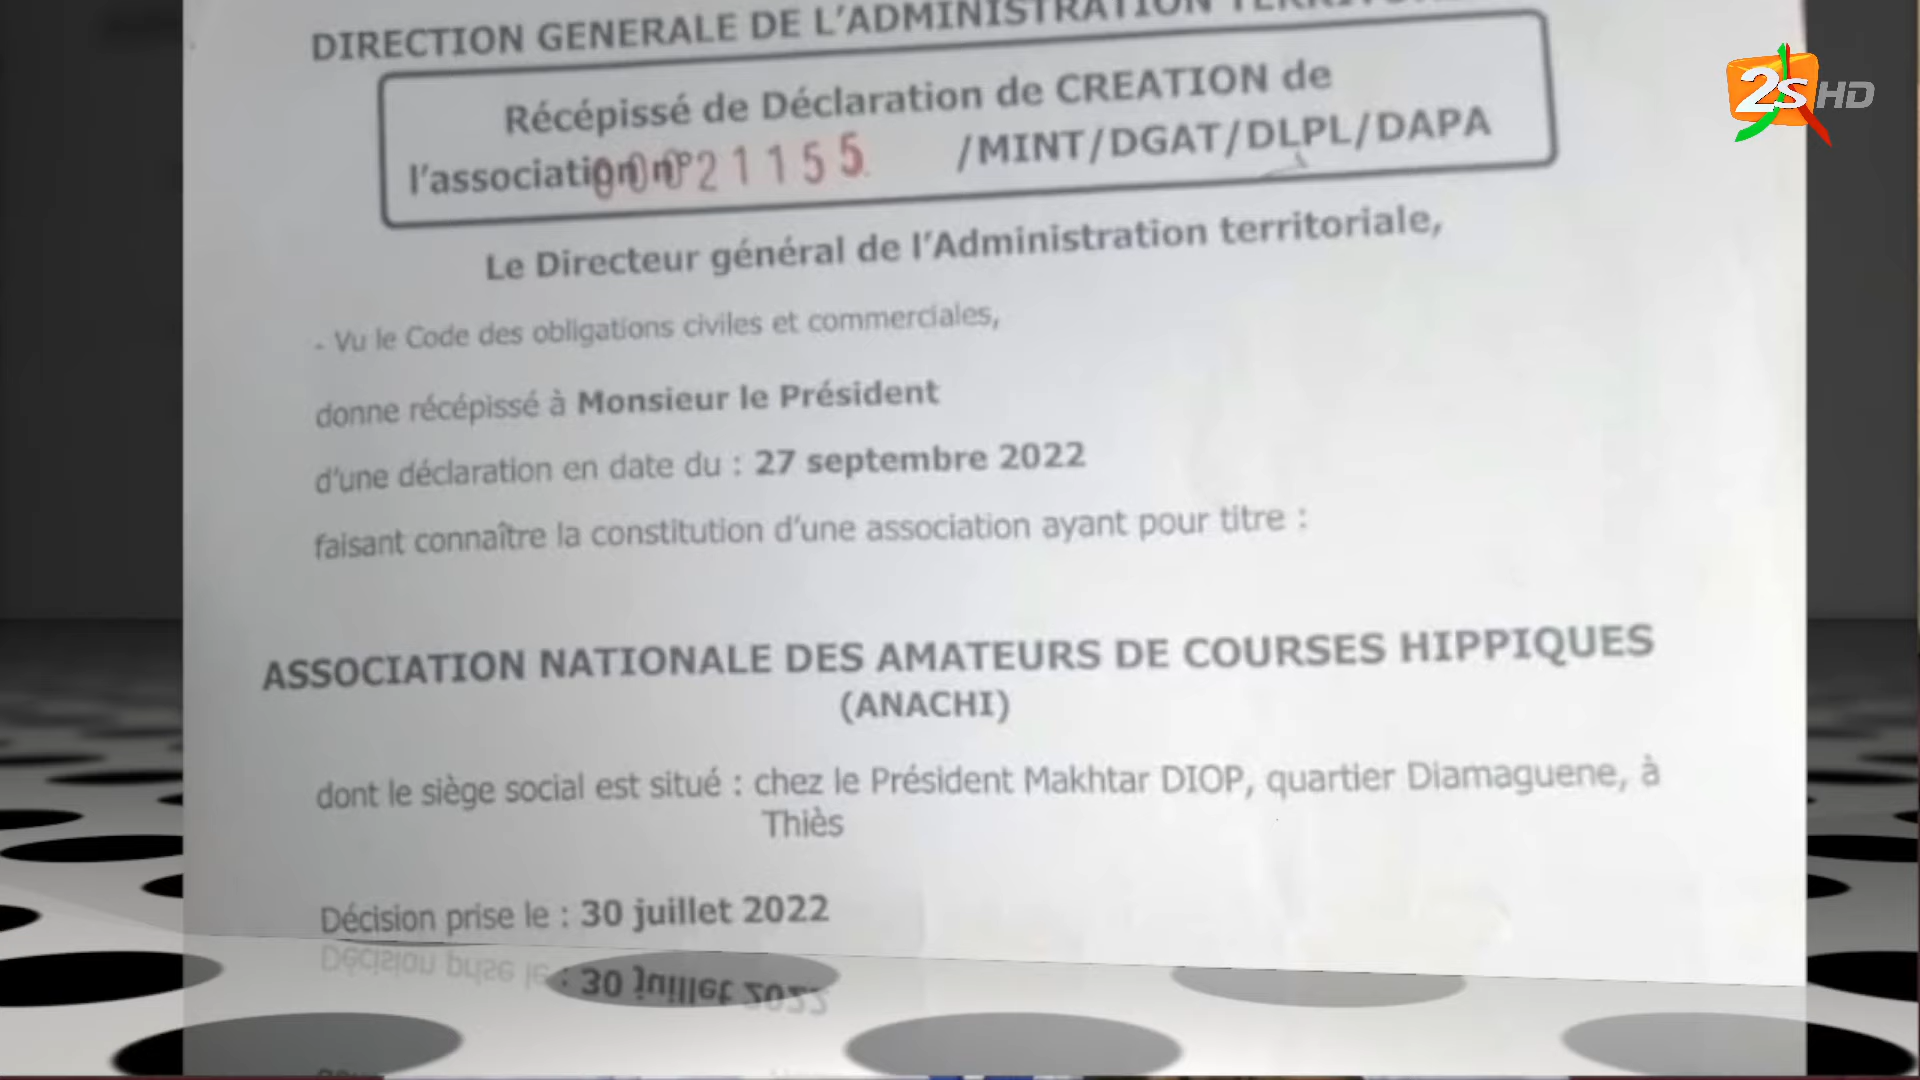 DIRECTION GENERALE DE L'ADMINISTRATION
Récépissé de Déclaration de CREATION de
l'association n° 00021155 /MINT/DGAT/DLPL/DAPA
Le Directeur général de l'Administration territoriale,
- Vu le Code des obligations civiles et commerciales,
donne récépissé à Monsieur le Président
d'une déclaration en date du : 27 septembre 2022
faisant connaître la constitution d'une association ayant pour titre :
ASSOCIATION NATIONALE DES AMATEURS DE COURSES HIPPIQUES
(ANACHI)
dont le siège social est situé : chez le Président Makhtar DIOP, quartier Diamaguene, à
Thiès
Décision prise le : 30 juillet 2022
2S HD